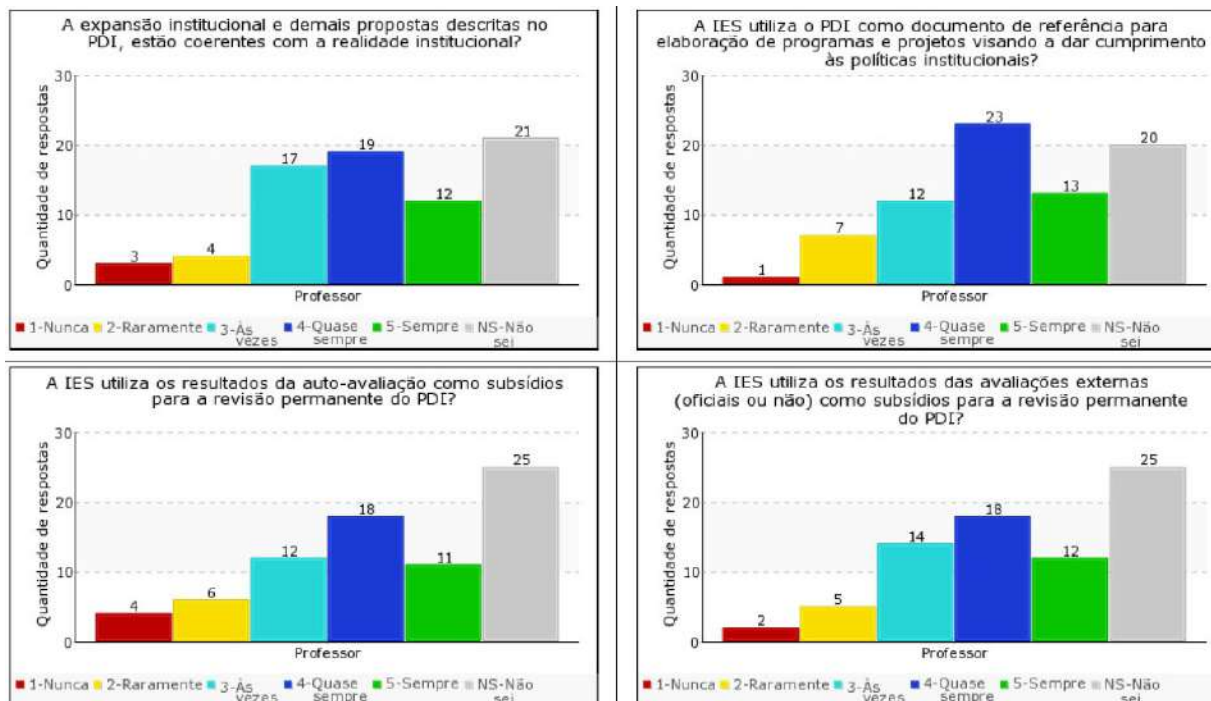 A expansão institucional e demais propostas descritas no
PDI, estão coerentes com a realidade institucional?
30
20
10
0
Quantidade de respostas
3
4
17
19
12
21
Professor
1-Nunca 2-Raramente 3-Às vezes 4-Quase sempre 5-Sempre NS-Não sei
A IES utiliza o PDI como documento de referência para
elaboração de programas e projetos visando a dar cumprimento
às políticas institucionais?
30
20
10
0
Quantidade de respostas
1
7
12
23
13
20
Professor
1-Nunca 2-Raramente 3-Às vezes 4-Quase sempre 5-Sempre NS-Não sei
A IES utiliza os resultados da auto-avaliação como subsídios
para a revisão permanente do PDI?
30
20
10
0
Quantidade de respostas
4
6
12
18
11
25
Professor
1-Nunca 2-Raramente 3-Às vezes 4-Quase sempre 5-Sempre NS-Não sei
A IES utiliza os resultados das avaliações externas
(oficiais ou não) como subsídios para a revisão permanente
do PDI?
30
20
10
0
Quantidade de respostas
2
5
14
18
12
25
Professor
1-Nunca 2-Raramente 3-Às vezes 4-Quase sempre 5-Sempre NS-Não sei